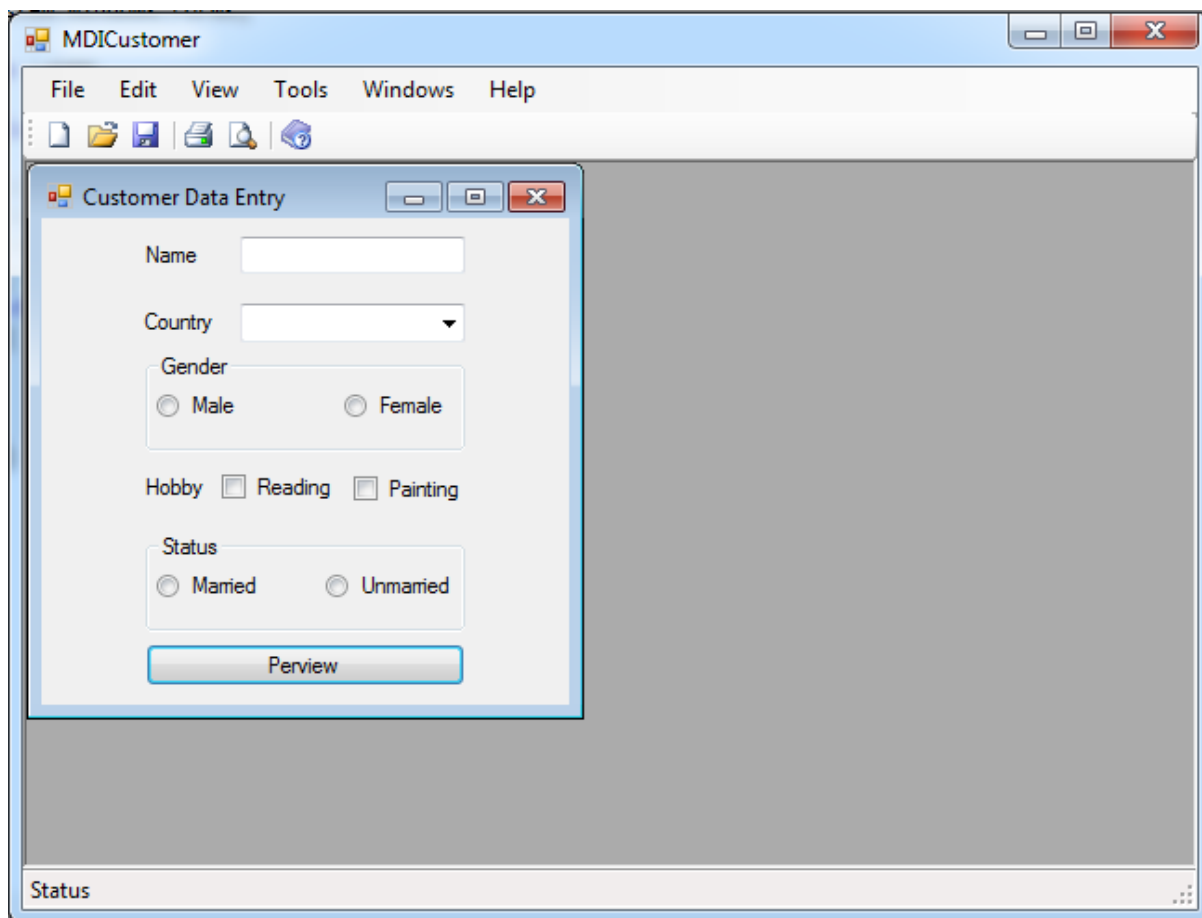 MDICustomer
File Edit View Tools Windows Help
Customer Data Entry
Name
Country
Gender
Male Female
Hobby Reading Painting
Status
Married Unmarried
Perview
Status